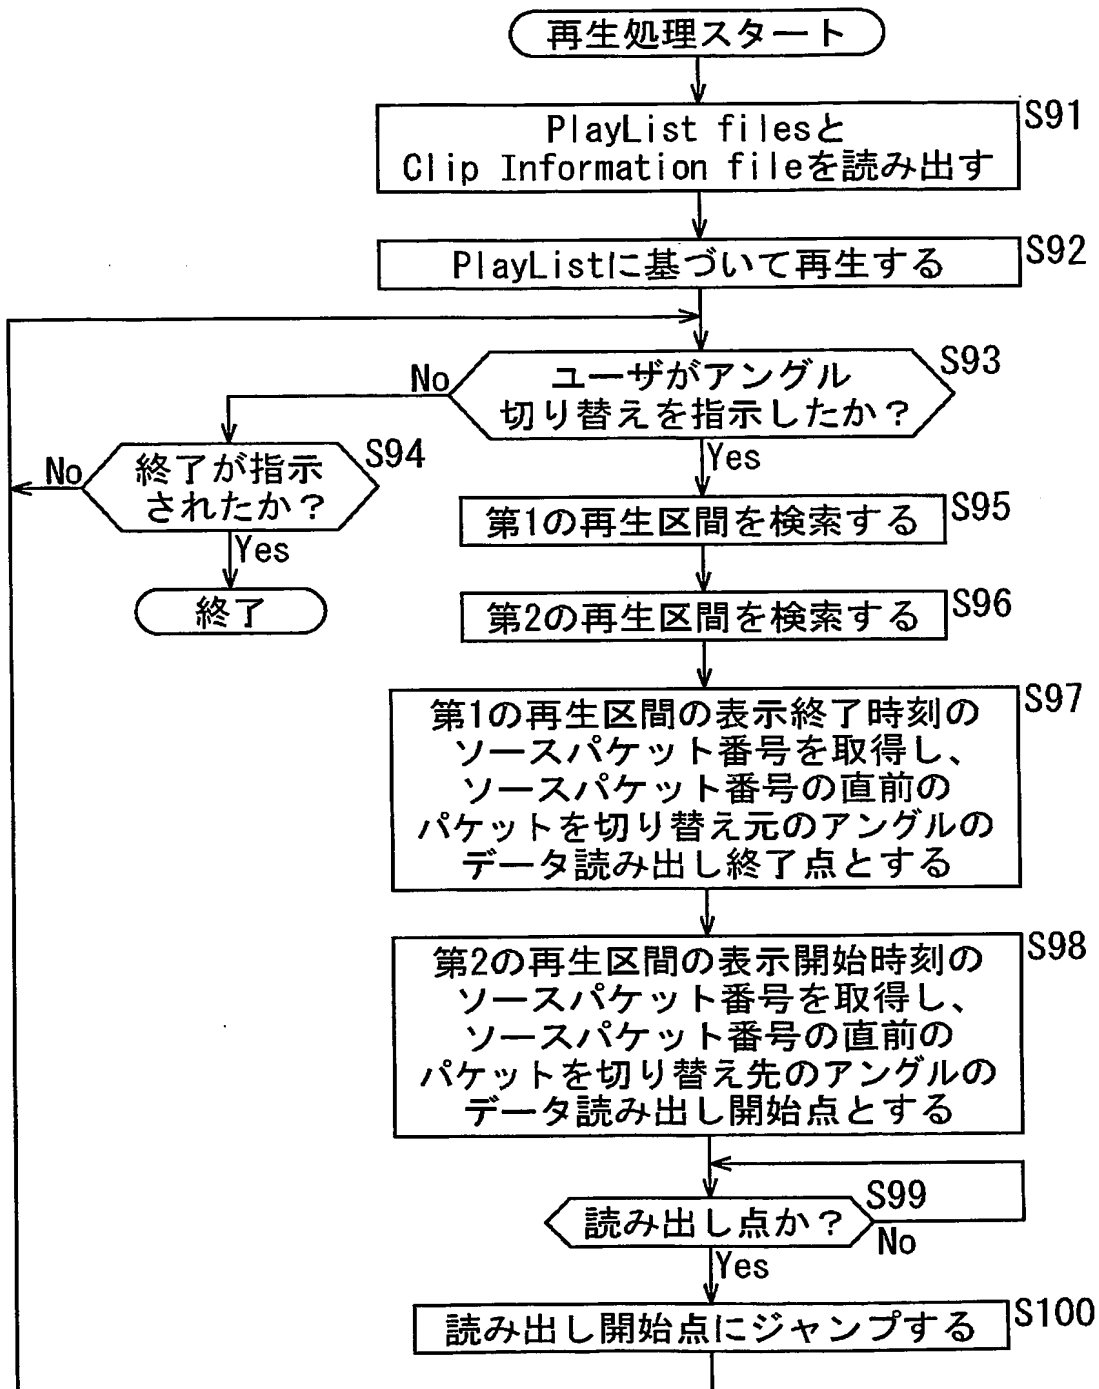 再生処理スタート
S91
PlayList filesと
Clip Information fileを読み出す
S92
PlayListに基づいて再生する
S93
ユーザがアングル
切り替えを指示したか？
No
Yes
S94
終了が指示
されたか？
No
Yes
終了
S95
第1の再生区間を検索する
S96
第2の再生区間を検索する
S97
第1の再生区間の表示終了時刻の
ソースパケット番号を取得し、
ソースパケット番号の直前の
パケットを切り替え元のアングルの
データ読み出し終了点とする
S98
第2の再生区間の表示開始時刻の
ソースパケット番号を取得し、
ソースパケット番号の直前の
パケットを切り替え先のアングルの
データ読み出し開始点とする
S99
読み出し点か？
No
Yes
S100
読み出し開始点にジャンプする